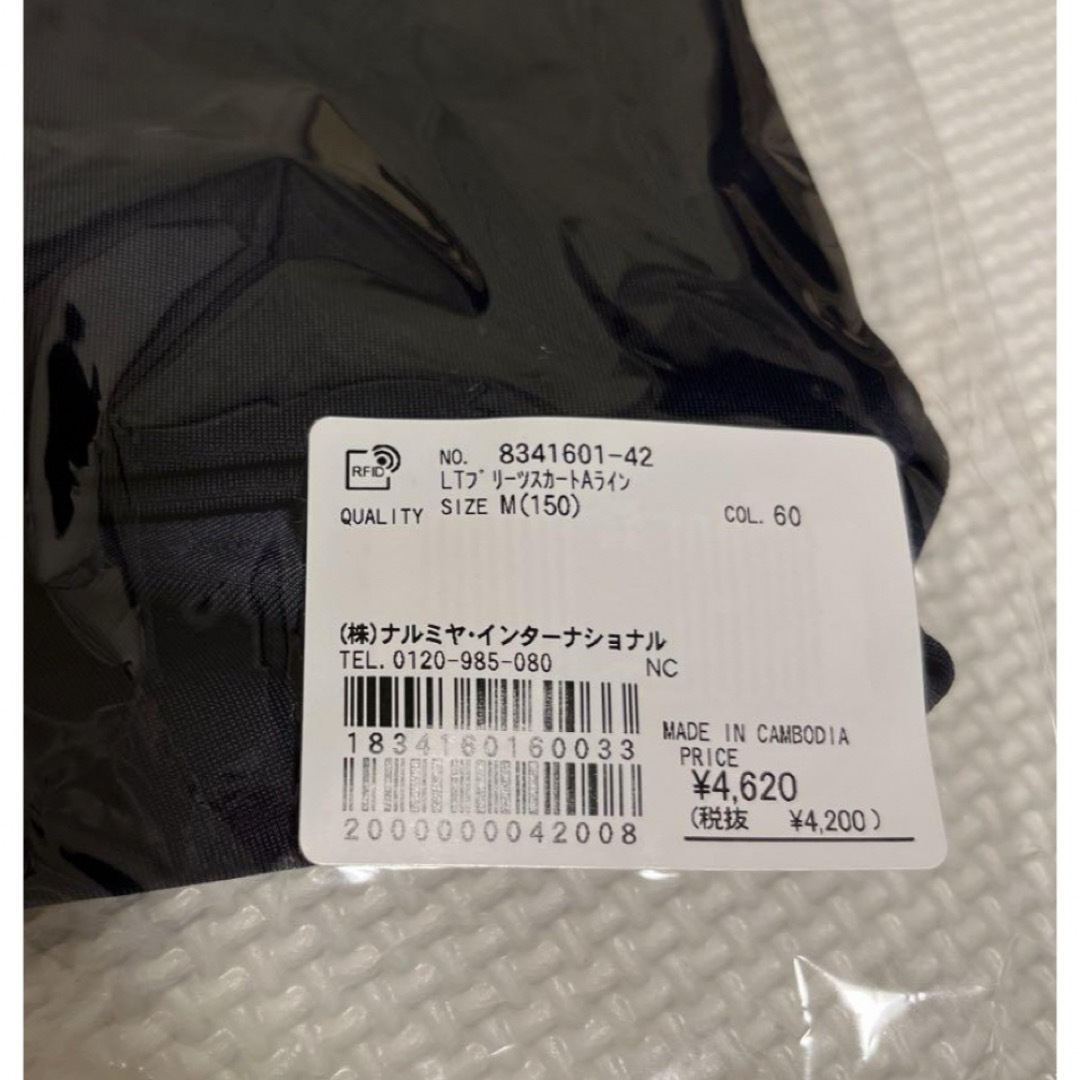 RFID
NO. 8341601-42
LTﾌﾟﾘｰﾂｽｶｰﾄAﾗｲﾝ
SIZE M(150)
QUALITY
COL. 60
(株)ナルミヤ・インターナショナル
TEL. 0120-985-080
NC
1834160160033
MADE IN CAMBODIA
PRICE
¥4,620
(税抜 ¥4,200)
2000000042008